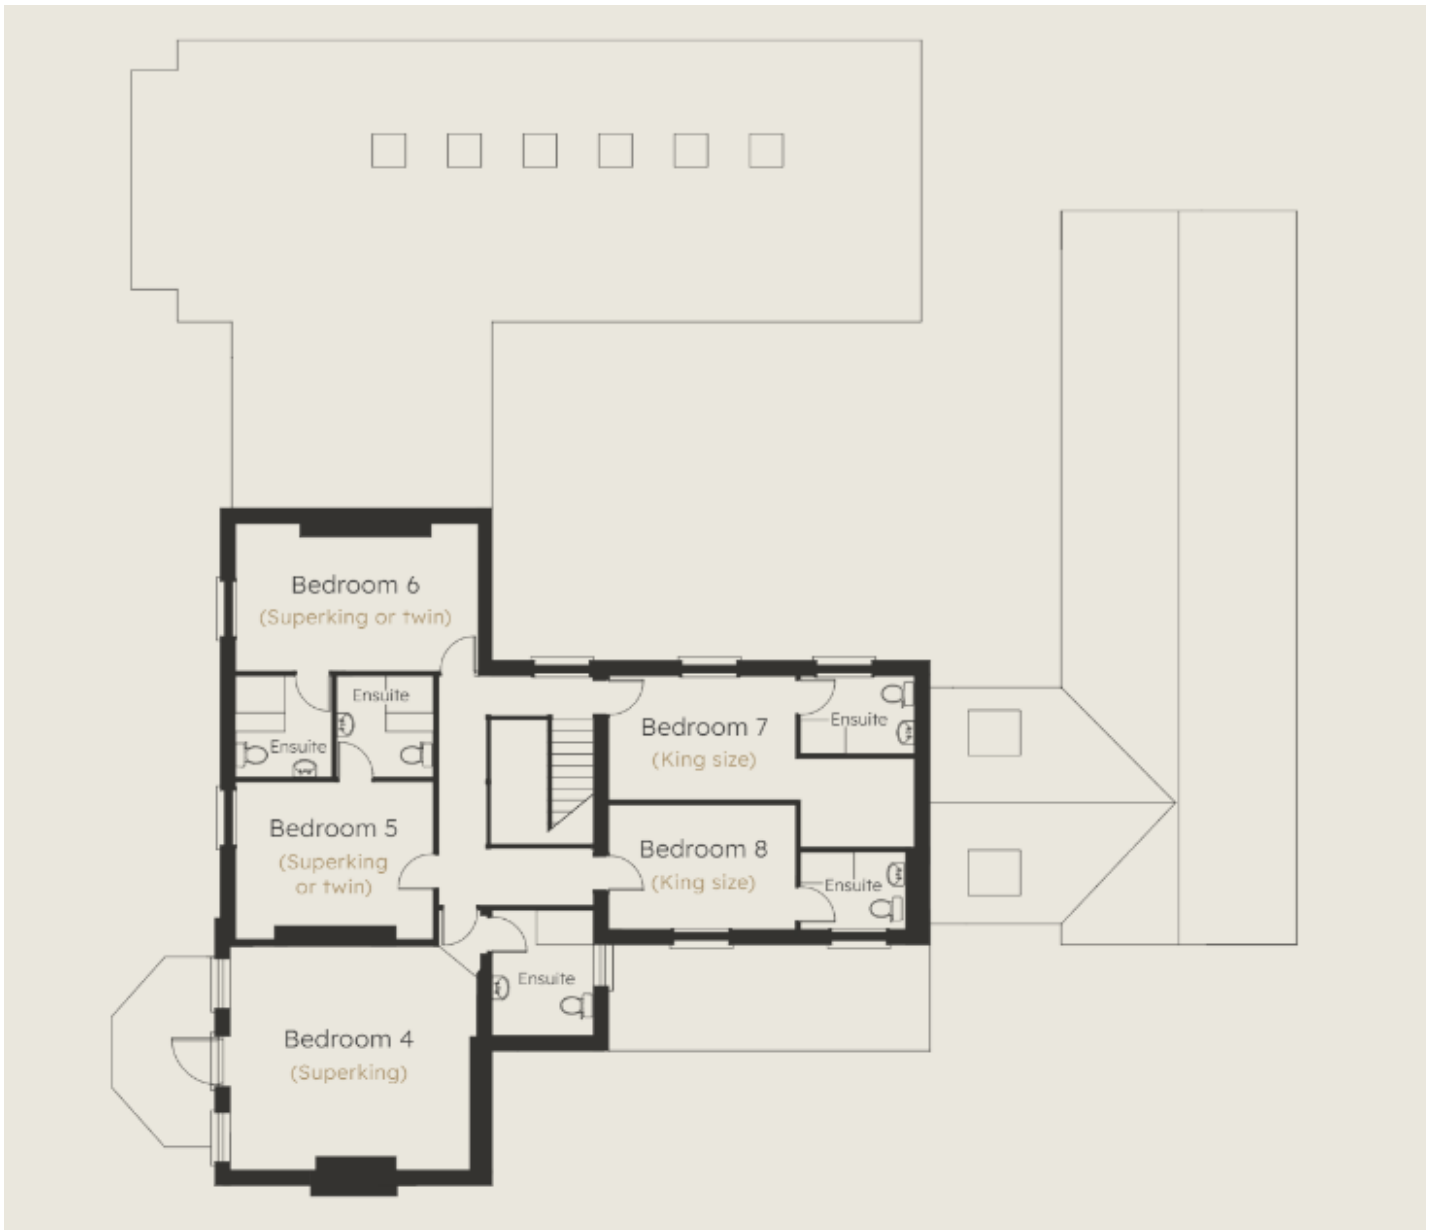 Bedroom 6
(Superking or twin)
Ensuite
Ensuite
Bedroom 7
(King size)
Ensuite
Bedroom 5
(Superking
or twin)
Bedroom 8
(King size)
Ensuite
Ensuite
Bedroom 4
(Superking)